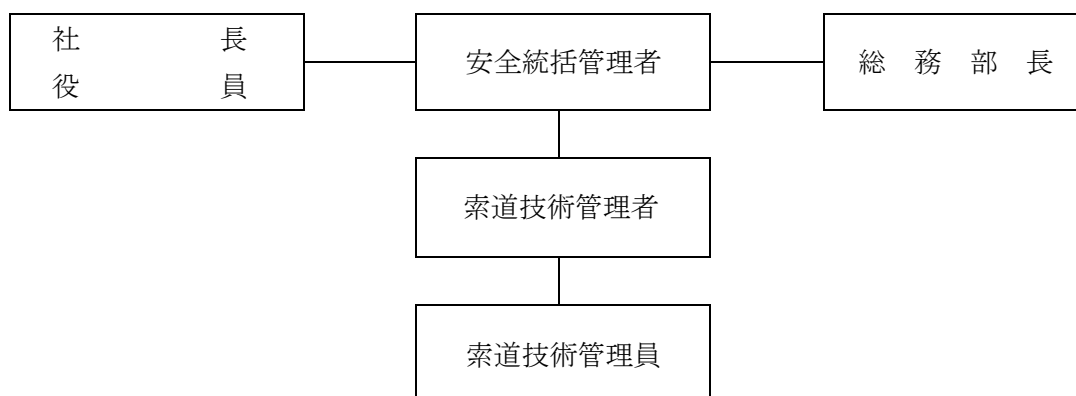 社長
役員
安全統括管理者
総務部長
索道技術管理者
索道技術管理員